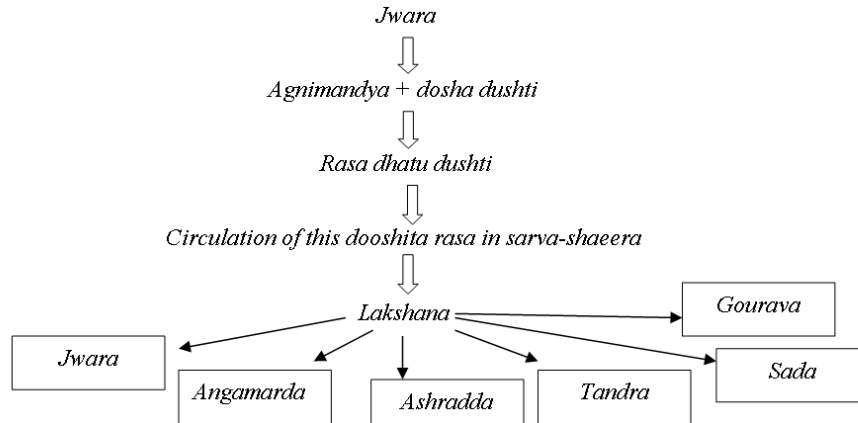 Jwara
Agnimandya + dosha dushti
Rasa dhatu dushti
Circulation of this dooshita rasa in sarva-shaeera
Lakshana
Gourava
Jwara
Angamarda
Ashradda
Tandra
Sada